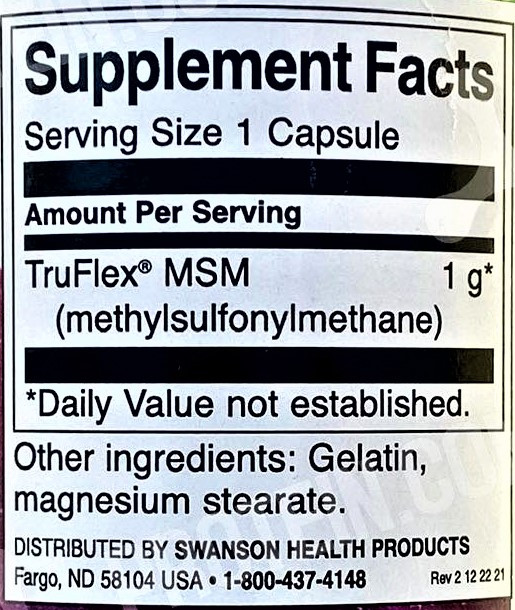 Supplement Facts
Serving Size 1 Capsule
Amount Per Serving
TruFlex® MSM 1 g*
(methylsulfonylmethane)
*Daily Value not established.
Other ingredients: Gelatin,
magnesium stearate.
DISTRIBUTED BY SWANSON HEALTH PRODUCTS
Fargo, ND 58104 USA • 1-800-437-4148 Rev 2 12 22 21